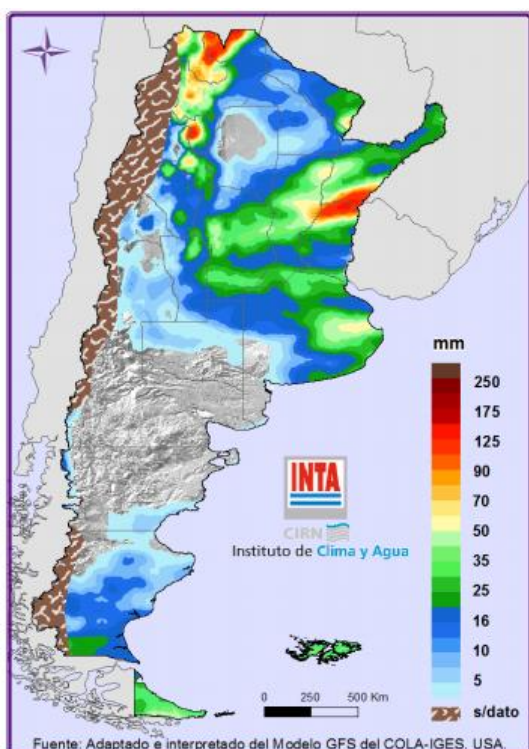 mm
250
175
125
90
70
50
35
25
16
10
5
s/dato
INTA
CIRN
Instituto de Clima y Agua
0 250 500 Km
Fuente: Adaptado e interpretado del Modelo GFS del COLA-IGES, USA